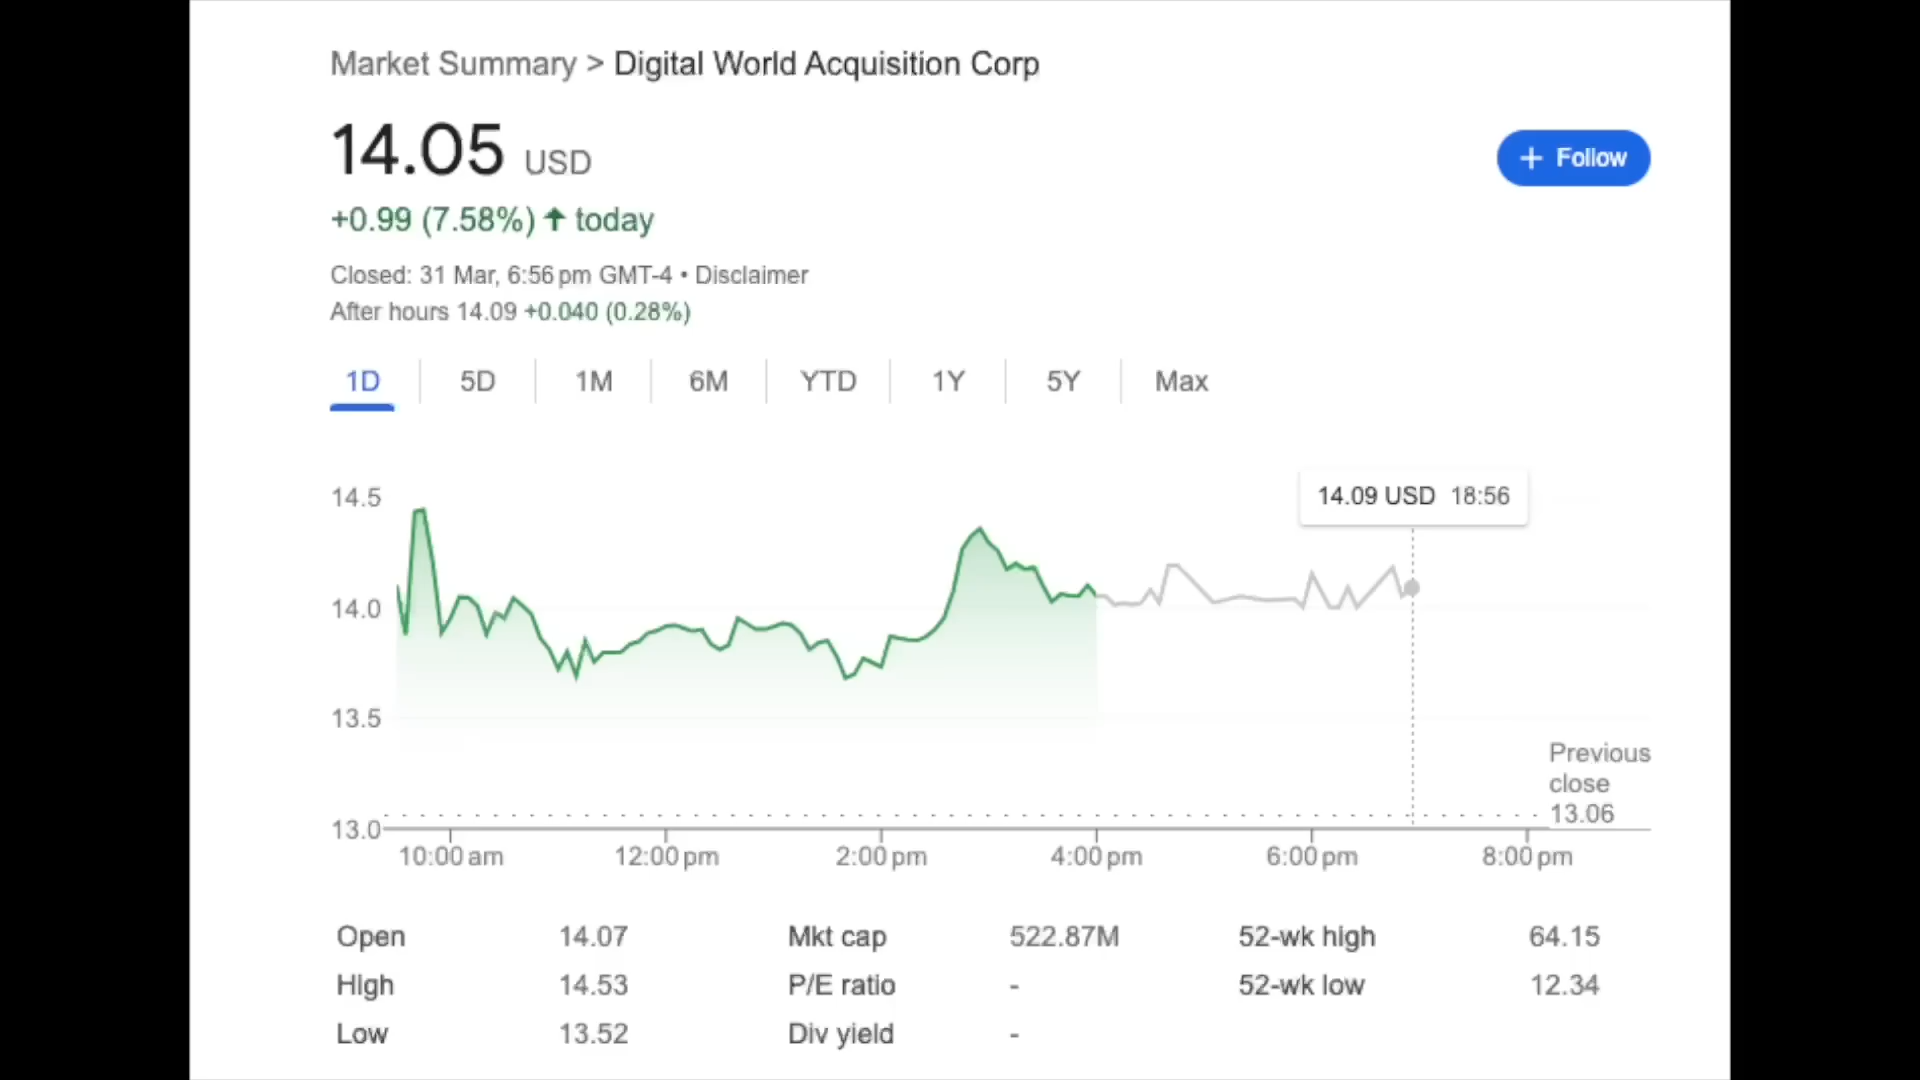 Market Summary > Digital World Acquisition Corp
14.05 USD
+ Follow
+0.99 (7.58%) ↑ today
Closed: 31 Mar, 6:56 pm GMT-4 • Disclaimer
After hours 14.09 +0.040 (0.28%)
1D 5D 1M 6M YTD 1Y 5Y Max
14.09 USD 18:56
14.5
14.0
13.5
13.0
Previous
close
13.06
10:00 am 12:00 pm 2:00 pm 4:00 pm 6:00 pm 8:00 pm
Open 14.07 Mkt cap 522.87M 52-wk high 64.15
High 14.53 P/E ratio - 52-wk low 12.34
Low 13.52 Div yield -